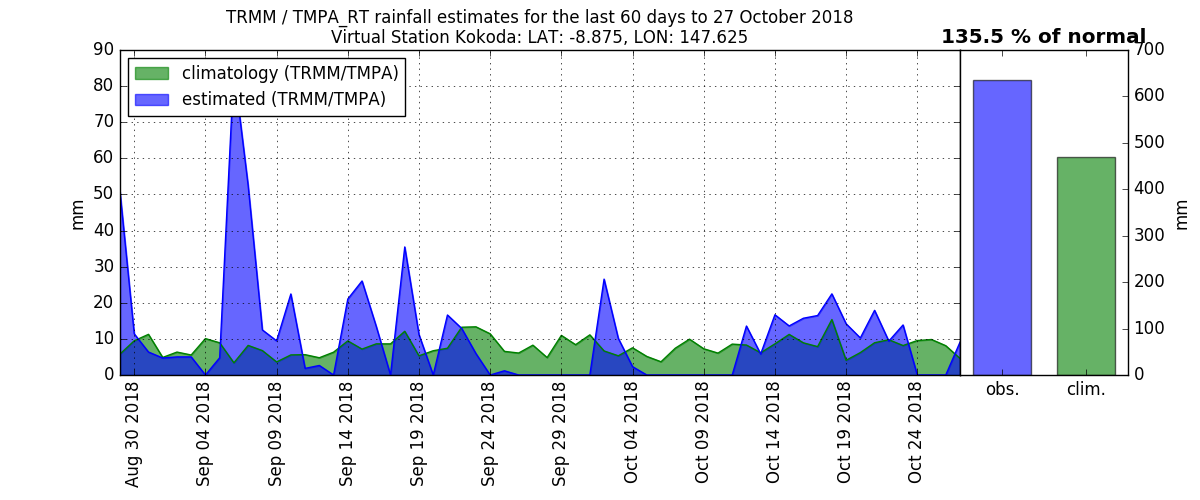 TRMM / TMPA_RT rainfall estimates for the last 60 days to 27 October 2018
Virtual Station Kokoda: LAT: -8.875, LON: 147.625
135.5 % of normal
climatology (TRMM/TMPA)
estimated (TRMM/TMPA)
90
80
70
60
50
40
30
20
10
0
mm
Aug 30 2018
Sep 04 2018
Sep 09 2018
Sep 14 2018
Sep 19 2018
Sep 24 2018
Sep 29 2018
Oct 04 2018
Oct 09 2018
Oct 14 2018
Oct 19 2018
Oct 24 2018
obs.
clim.
700
600
500
400
300
200
100
0
mm